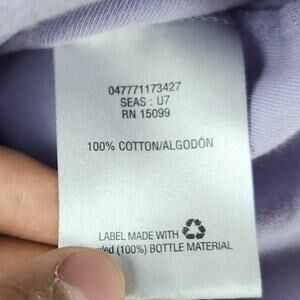 047771173427
SEAS : U7
RN 15099
100% COTTON/ALGODÓN
LABEL MADE WITH
(100%) BOTTLE MATERIAL